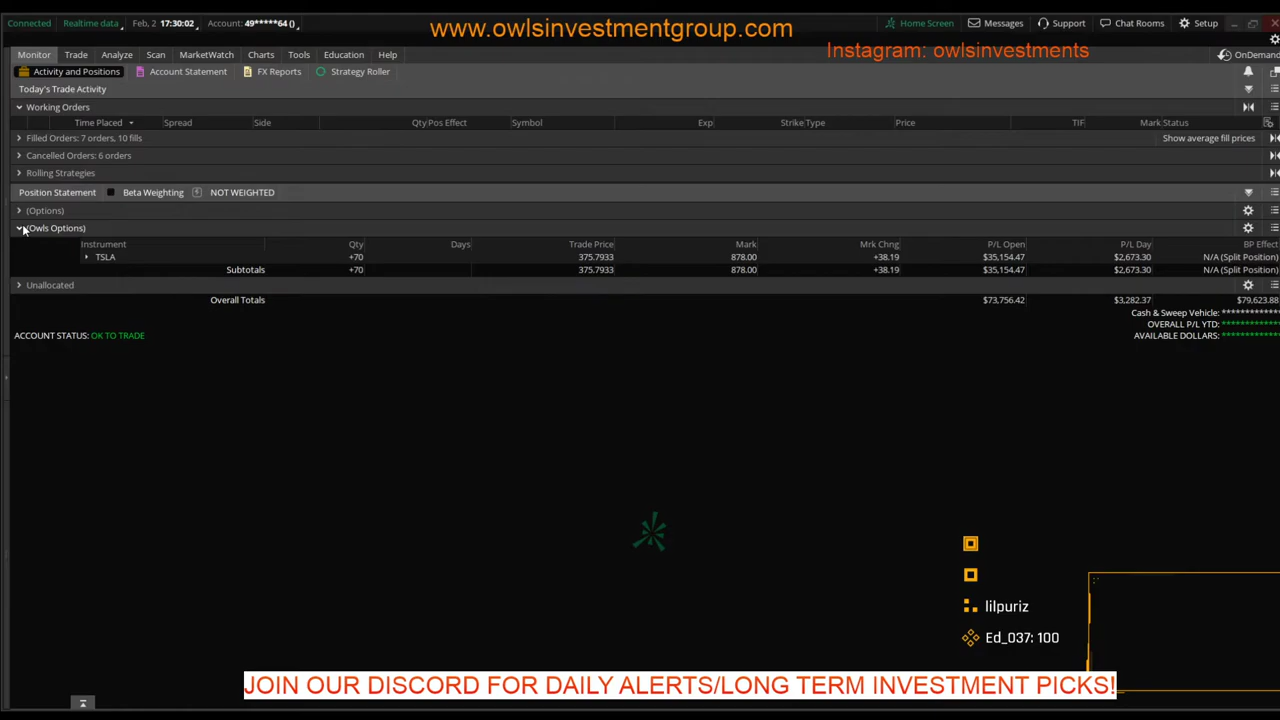 www.owlsinvestmentgroup.com
Connected Realtime data Feb, 2 17:30:02 Account: 49*****64 () Home Screen Messages Support Chat Rooms Setup
Instagram: owlsinvestments
Monitor Trade Analyze Scan MarketWatch Charts Tools Education Help OnDemand
Activity and Positions Account Statement FX Reports Strategy Roller
Today's Trade Activity
Working Orders
Time Placed Spread Side Qty Pos Effect Symbol Exp Strike Type Price TIF Mark Status
Filled Orders: 7 orders, 10 fills Show average fill prices
Cancelled Orders: 6 orders
Rolling Strategies
Position Statement Beta Weighting NOT WEIGHTED
(Options)
(Owls Options)
Instrument Qty Days Trade Price Mark Mrk Chng P/L Open P/L Day BP Effect
TSLA +70 375.7933 878.00 +38.19 $35,154.47 $2,673.30 N/A (Split Position)
Subtotals +70 375.7933 878.00 +38.19 $35,154.47 $2,673.30 N/A (Split Position)
Unallocated
Overall Totals $73,756.42 $3,282.37 $79,623.88
Cash & Sweep Vehicle: **********
OVERALL P/L YTD: **********
ACCOUNT STATUS: OK TO TRADE AVAILABLE DOLLARS: **********
lilpuriz
Ed_037: 100
JOIN OUR DISCORD FOR DAILY ALERTS/LONG TERM INVESTMENT PICKS!